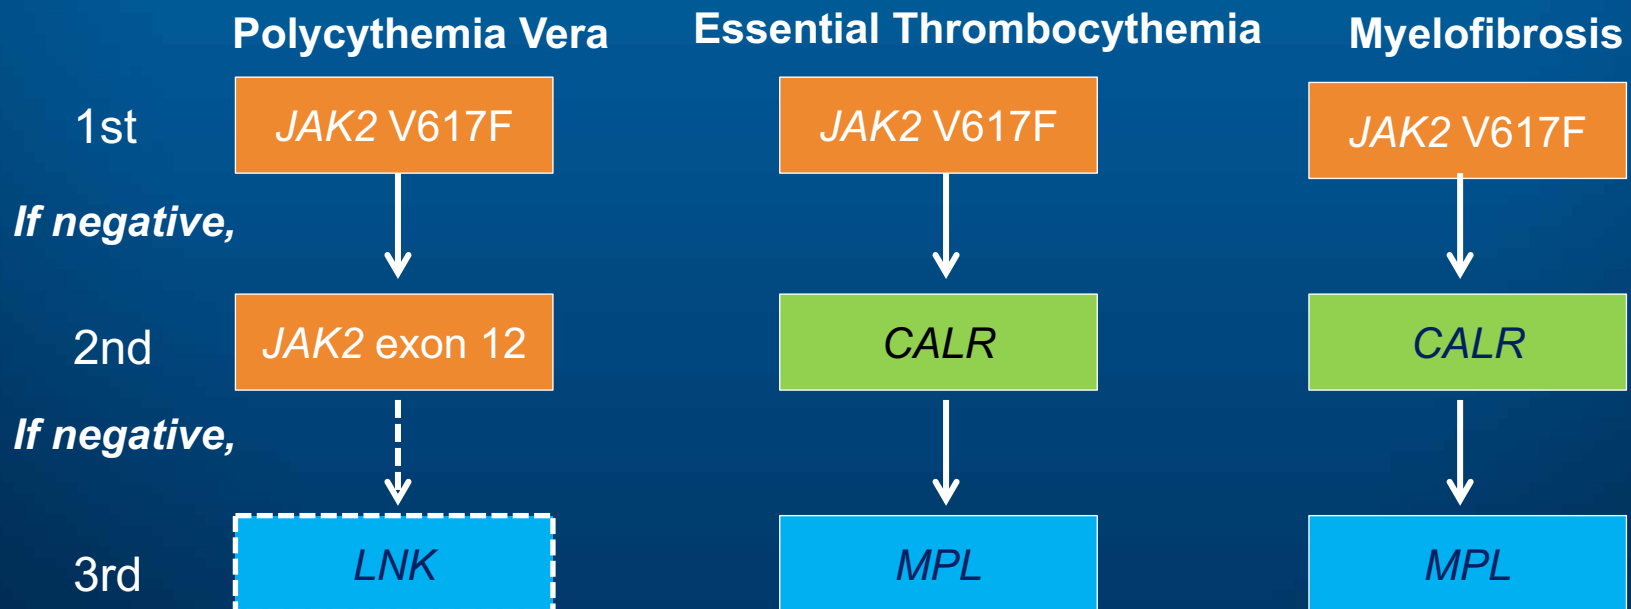 Polycythemia Vera Essential Thrombocythemia Myelofibrosis
1st JAK2 V617F JAK2 V617F JAK2 V617F
If negative,
2nd JAK2 exon 12 CALR CALR
If negative,
3rd LNK MPL MPL